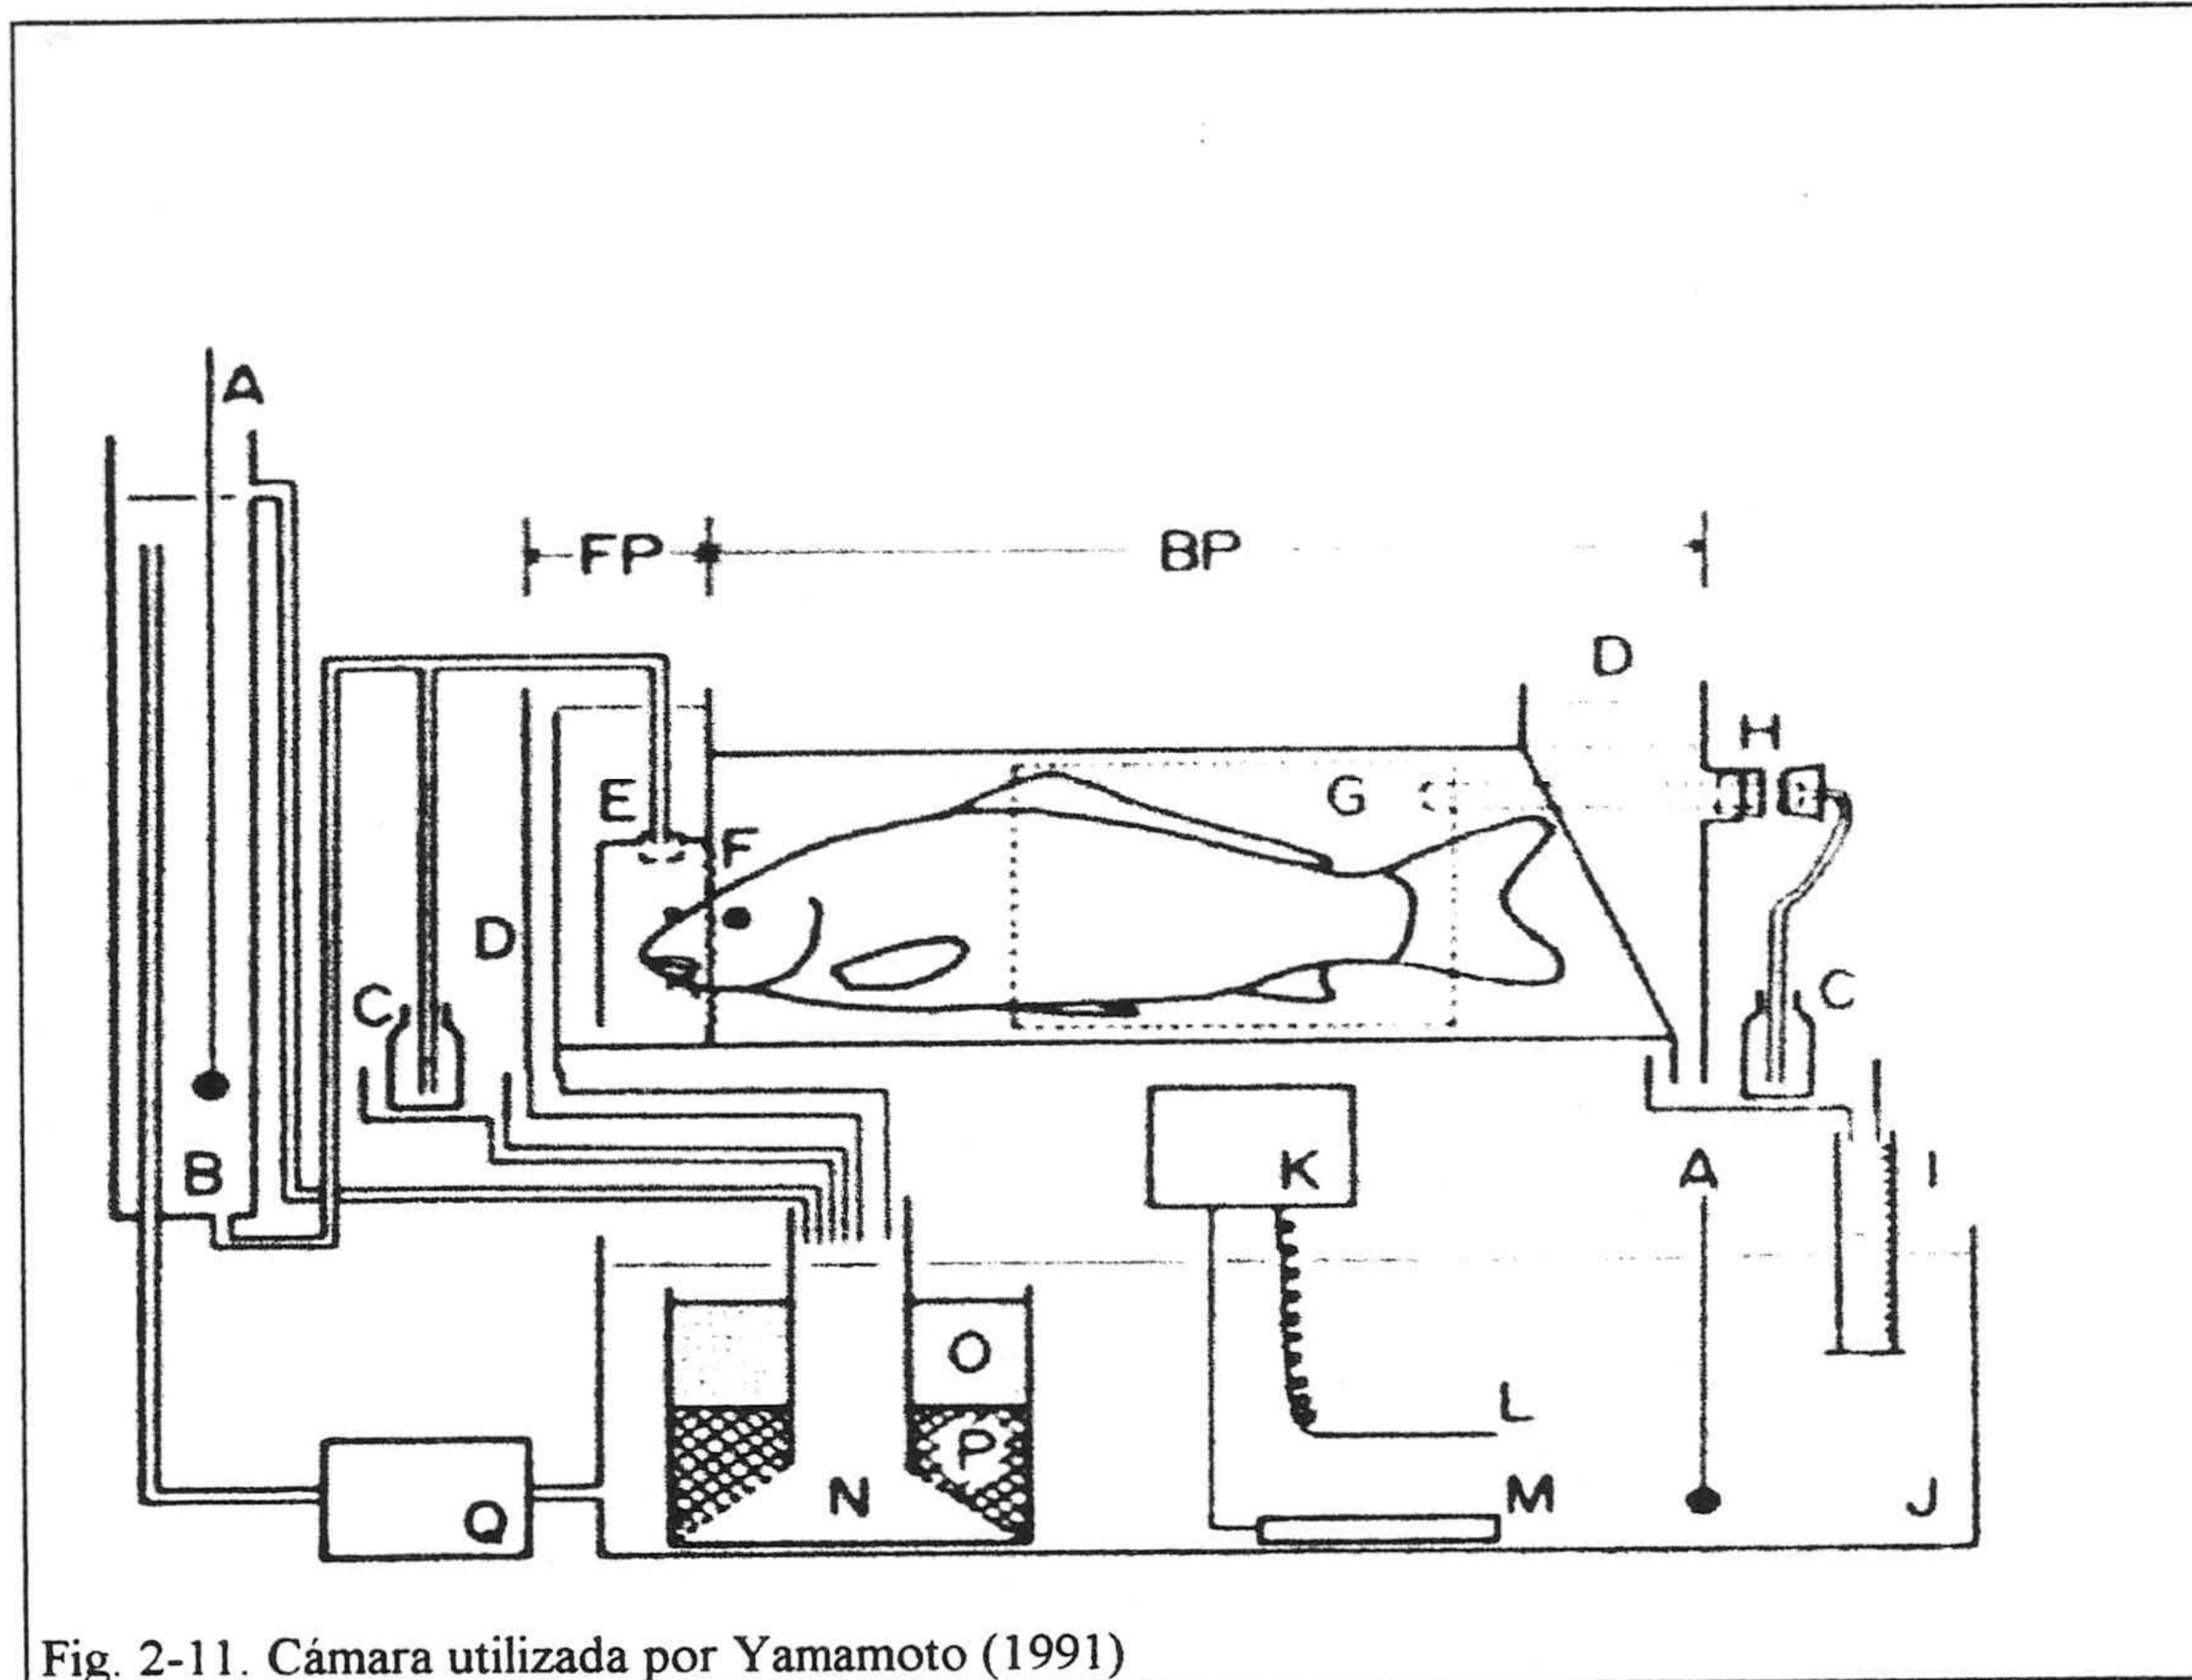 A
FP
BP
D
H
E
G
F
D
C
C
B
A
I
K
O
L
P
N
M
J
Q
Fig. 2-11. Cámara utilizada por Yamamoto (1991)